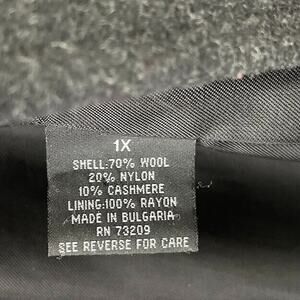 1X
SHELL:70% WOOL
20% NYLON
10% CASHMERE
LINING:100% RAYON
MADE IN BULGARIA
RN 73209
SEE REVERSE FOR CARE